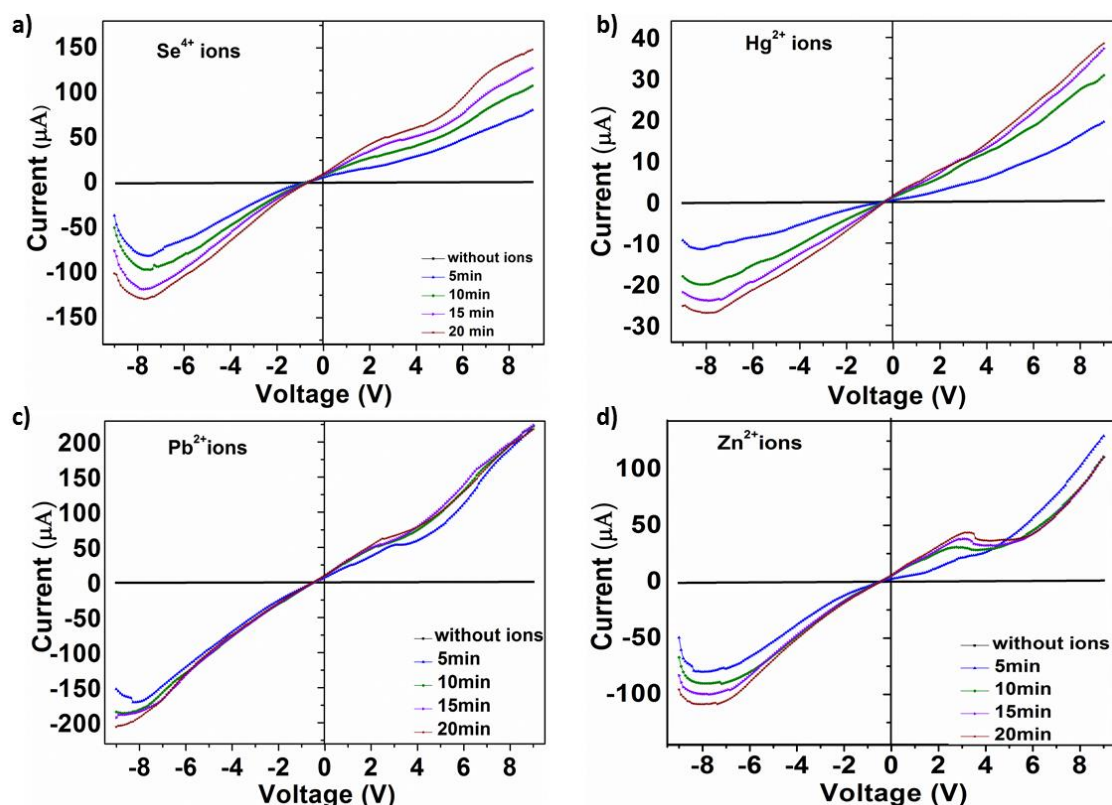 a)
Se4+ ions
Current (μA)
150
100
50
0
-50
-100
-150
-8 -6 -4 -2 0 2 4 6 8
Voltage (V)
without ions
5min
10min
15 min
20 min
b)
Hg2+ ions
Current (μA)
40
30
20
10
0
-10
-20
-30
-8 -6 -4 -2 0 2 4 6 8
Voltage (V)
c)
Pb2+ions
Current (μA)
200
150
100
50
0
-50
-100
-150
-200
-8 -6 -4 -2 0 2 4 6 8
Voltage (V)
without ions
5min
10min
15min
20min
d)
Zn2+ions
Current (μA)
100
50
0
-50
-100
-8 -6 -4 -2 0 2 4 6 8
Voltage (V)
without ions
5min
10min
15min
20min